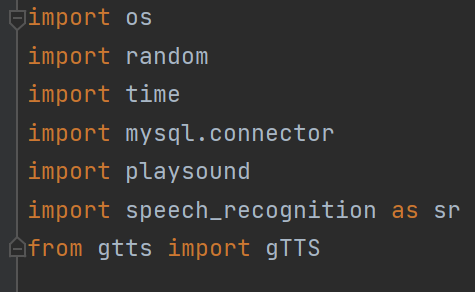 import os
import random
import time
import mysql.connector
import playsound
import speech_recognition as sr
from gtts import gTTS